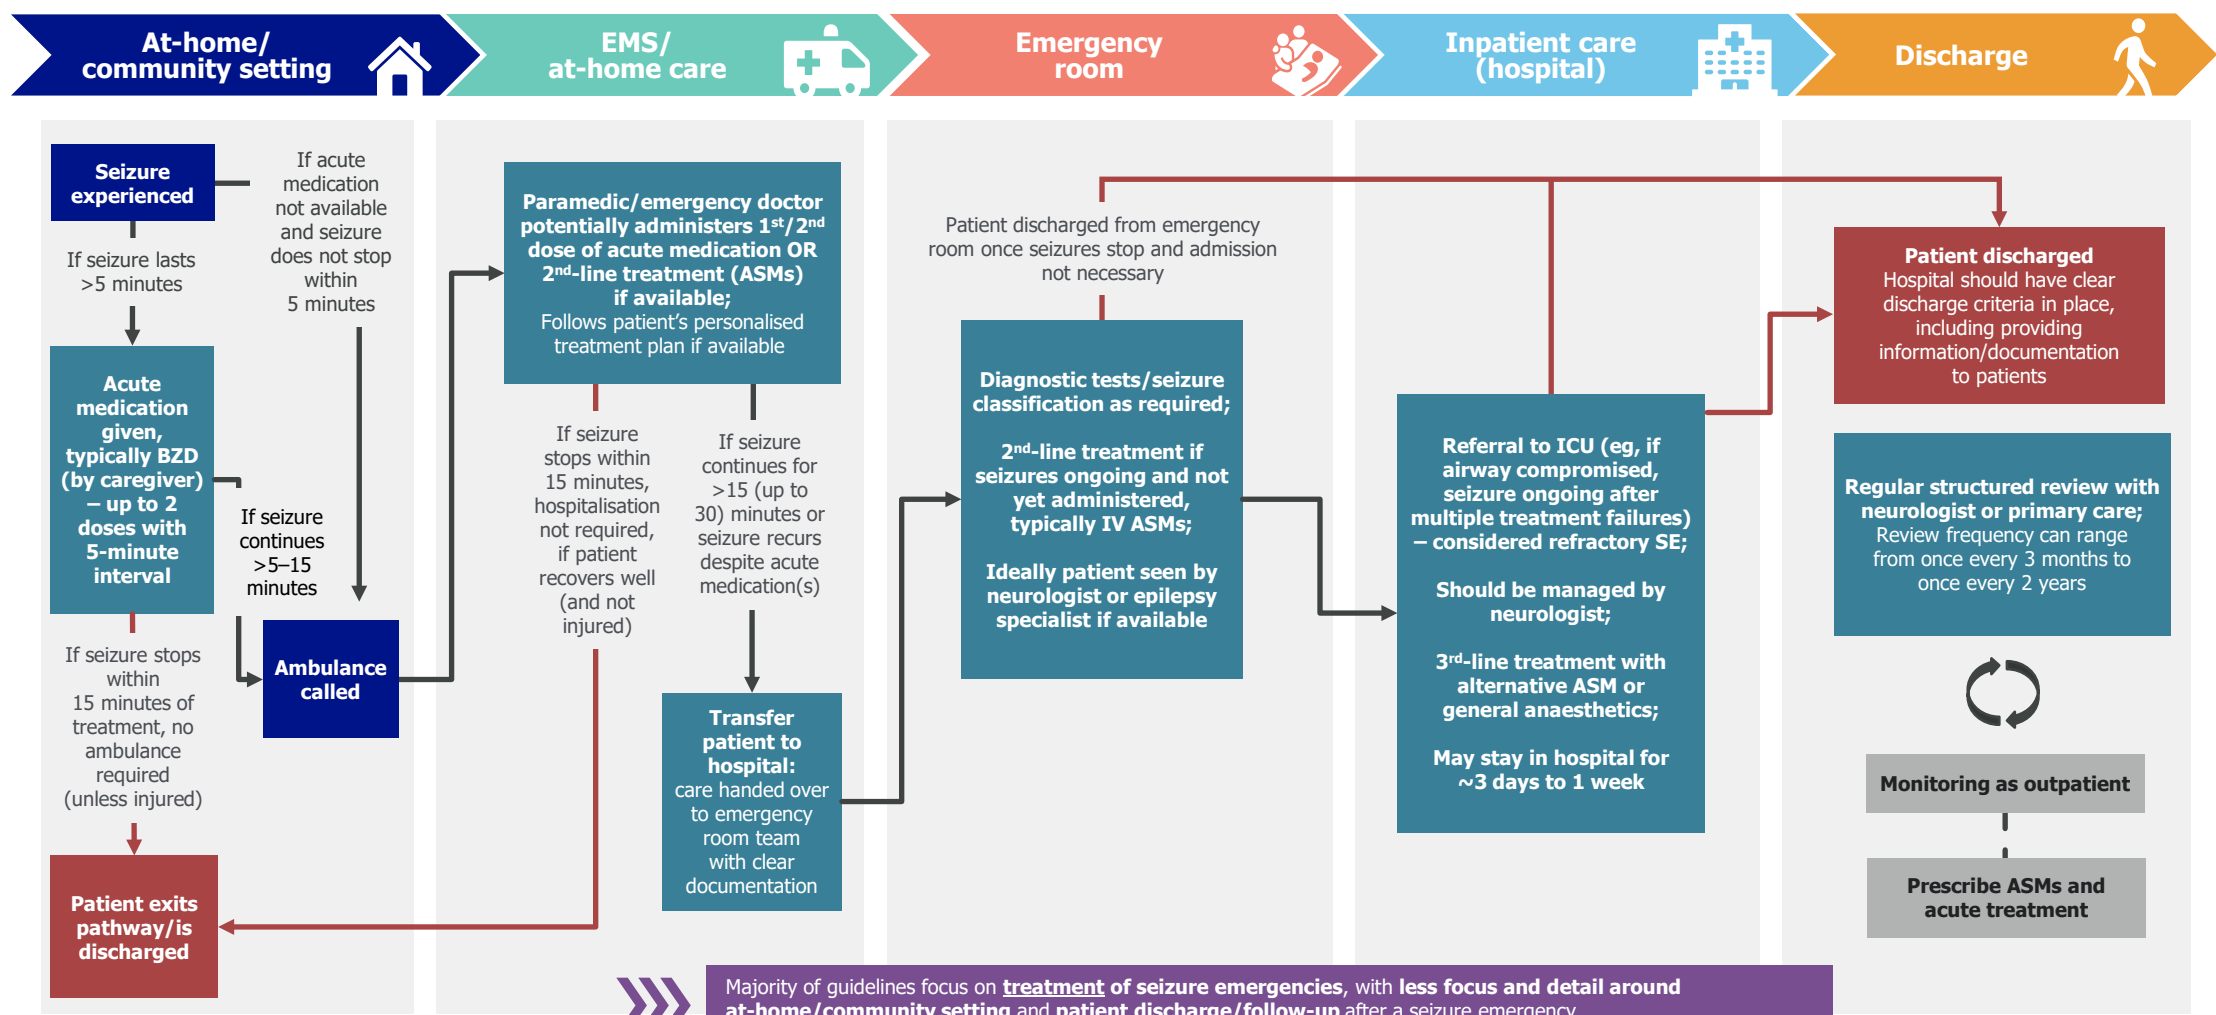 At-home/
community setting
EMS/
at-home care
Emergency
room
Inpatient care
(hospital)
Discharge
Seizure
experienced
If seizure lasts
>5 minutes
If acute
medication
not available
and seizure
does not stop
within
5 minutes
Acute
medication
given,
typically BZD
(by caregiver)
– up to 2
doses with
5-minute
interval
If seizure
continues
>5–15
minutes
If seizure stops
within
15 minutes of
treatment, no
ambulance
required
(unless injured)
Ambulance
called
Patient exits
pathway/is
discharged
Paramedic/emergency doctor
potentially administers 1st/2nd
dose of acute medication OR
2nd-line treatment (ASMs)
if available;
Follows patient's personalised
treatment plan if available
If seizure
stops within
15 minutes,
hospitalisation
not required,
if patient
recovers well
(and not
injured)
If seizure
continues for
>15 (up to
30) minutes or
seizure recurs
despite acute
medication(s)
Transfer
patient to
hospital:
care handed over
to emergency
room team
with clear
documentation
Patient discharged from emergency
room once seizures stop and admission
not necessary
Diagnostic tests/seizure
classification as required;
2nd-line treatment if
seizures ongoing and not
yet administered,
typically IV ASMs;
Ideally patient seen by
neurologist or epilepsy
specialist if available
Referral to ICU (eg, if
airway compromised,
seizure ongoing after
multiple treatment failures)
– considered refractory SE;
Should be managed by
neurologist;
3rd-line treatment with
alternative ASM or
general anaesthetics;
May stay in hospital for
~3 days to 1 week
Patient discharged
Hospital should have clear
discharge criteria in place,
including providing
information/documentation
to patients
Regular structured review with
neurologist or primary care;
Review frequency can range
from once every 3 months to
once every 2 years
Monitoring as outpatient
Prescribe ASMs and
acute treatment
Majority of guidelines focus on treatment of seizure emergencies, with less focus and detail around
at-home/community setting and patient discharge/follow-up after a seizure emergency